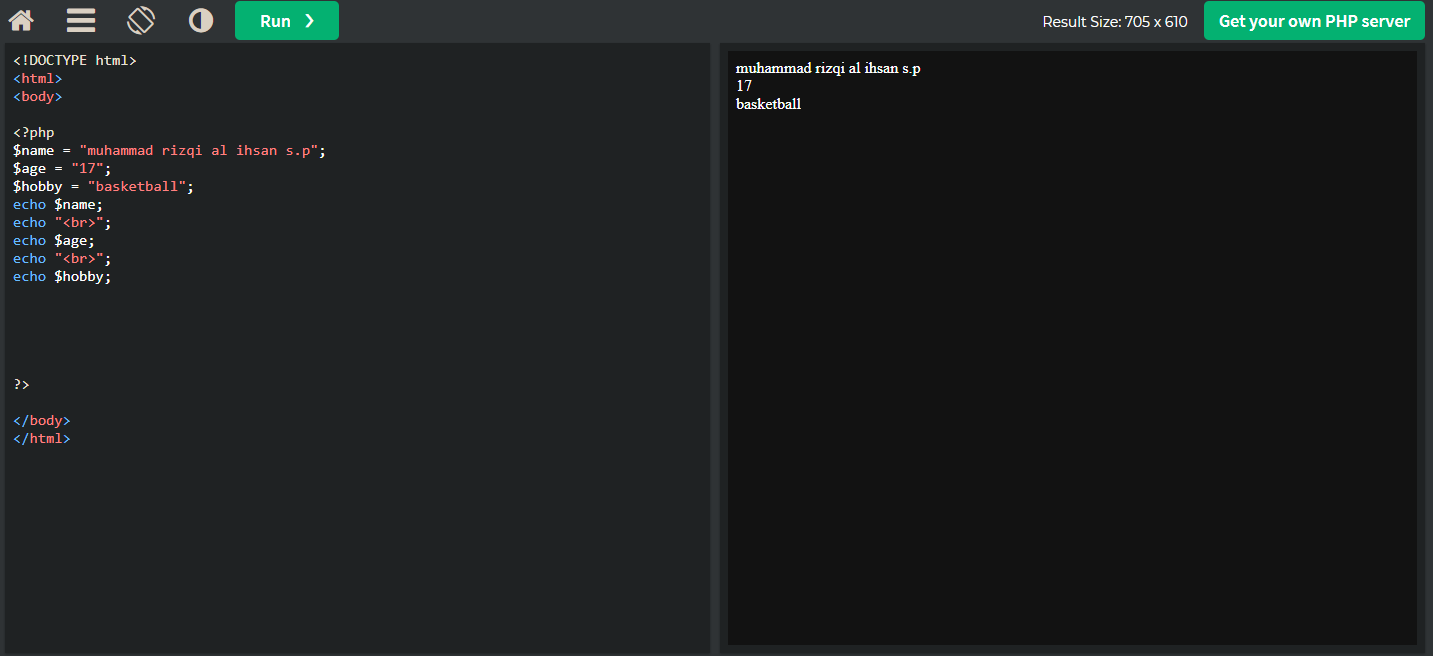 Run ❯
Result Size: 705 x 610
Get your own PHP server
<!DOCTYPE html>
<html>
<body>
<?php
$name = "muhammad rizqi al ihsan s.p";
$age = "17";
$hobby = "basketball";
echo $name;
echo "<br>";
echo $age;
echo "<br>";
echo $hobby;
?>
</body>
</html>
muhammad rizqi al ihsan s.p
17
basketball